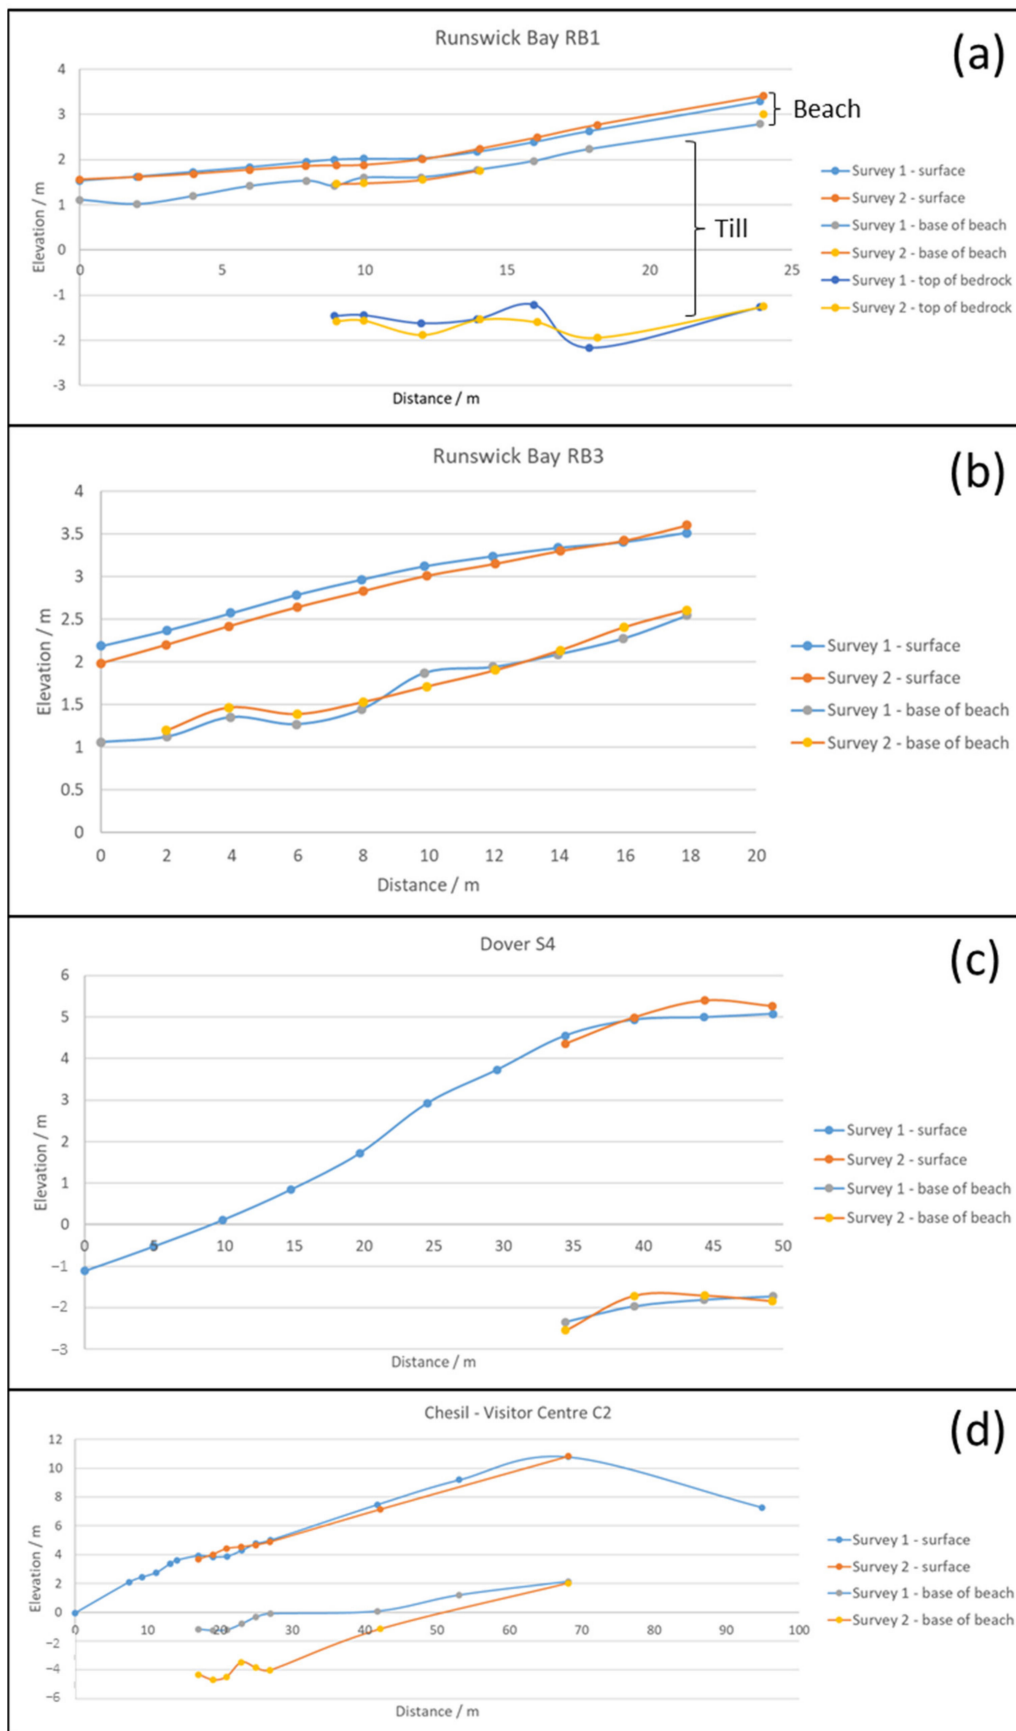 Runswick Bay RB1
(a)
4
3
2
1
0
-1
-2
-3
0
5
10
15
20
25
Elevation / m
Distance / m
Beach
Till
Survey 1 - surface
Survey 2 - surface
Survey 1 - base of beach
Survey 2 - base of beach
Survey 1 - top of bedrock
Survey 2 - top of bedrock
Runswick Bay RB3
(b)
4
3.5
3
2.5
2
1.5
1
0.5
0
0
2
4
6
8
10
12
14
16
18
20
Elevation / m
Distance / m
Survey 1 - surface
Survey 2 - surface
Survey 1 - base of beach
Survey 2 - base of beach
Dover S4
(c)
6
5
4
3
2
1
0
−1
−2
−3
0
5
10
15
20
25
30
35
40
45
50
Elevation / m
Distance / m
Survey 1 - surface
Survey 2 - surface
Survey 1 - base of beach
Survey 2 - base of beach
Chesil - Visitor Centre C2
(d)
12
10
8
6
4
2
0
−2
−4
−6
0
10
20
30
40
50
60
70
80
90
100
Elevation / m
Distance / m
Survey 1 - surface
Survey 2 - surface
Survey 1 - base of beach
Survey 2 - base of beach